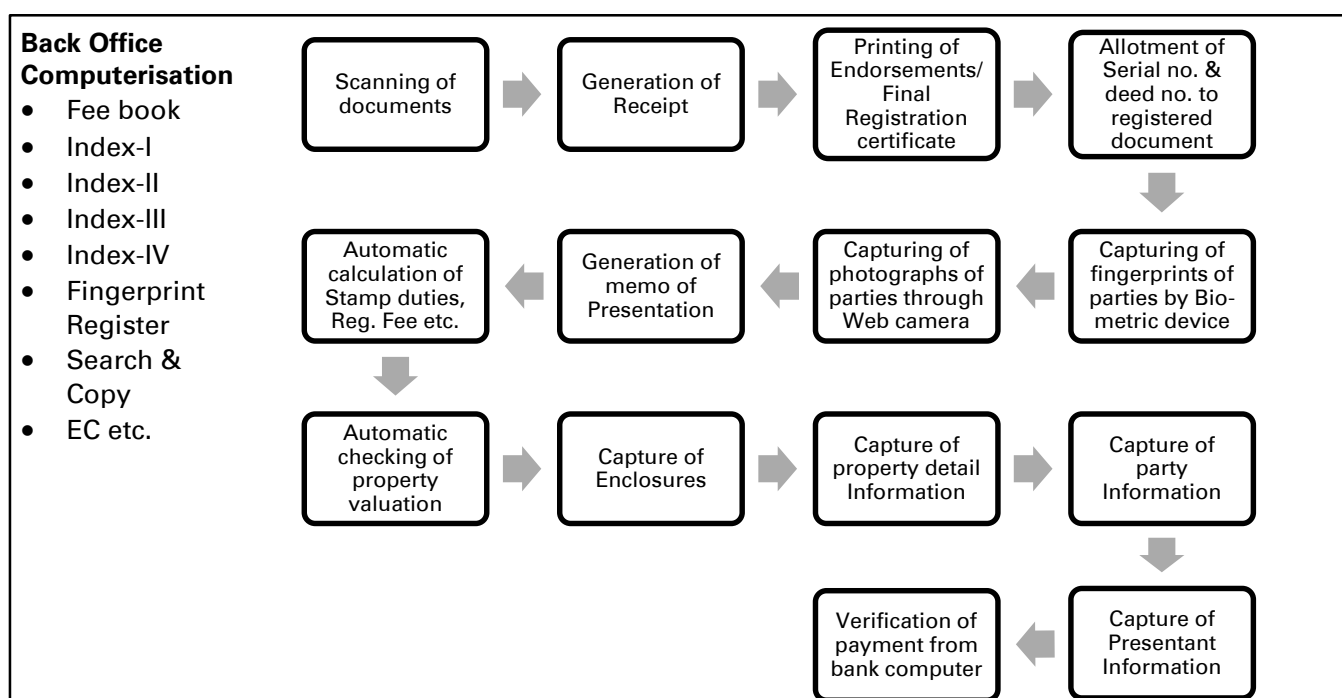 Back Office
Computerisation
• Fee book
• Index-I
• Index-II
• Index-III
• Index-IV
• Fingerprint
Register
• Search &
Copy
• EC etc.
Scanning of
documents
Generation of
Receipt
Printing of
Endorsements/
Final
Registration
certificate
Allotment of
Serial no. &
deed no. to
registered
document
Capturing of
fingerprints of
parties by Bio-
metric device
Capturing of
photographs of
parties through
Web camera
Generation of
memo of
Presentation
Automatic
calculation of
Stamp duties,
Reg. Fee etc.
Automatic
checking of
property
valuation
Capture of
Enclosures
Capture of
property detail
Information
Capture of
party
Information
Capture of
Presentant
Information
Verification of
payment from
bank computer